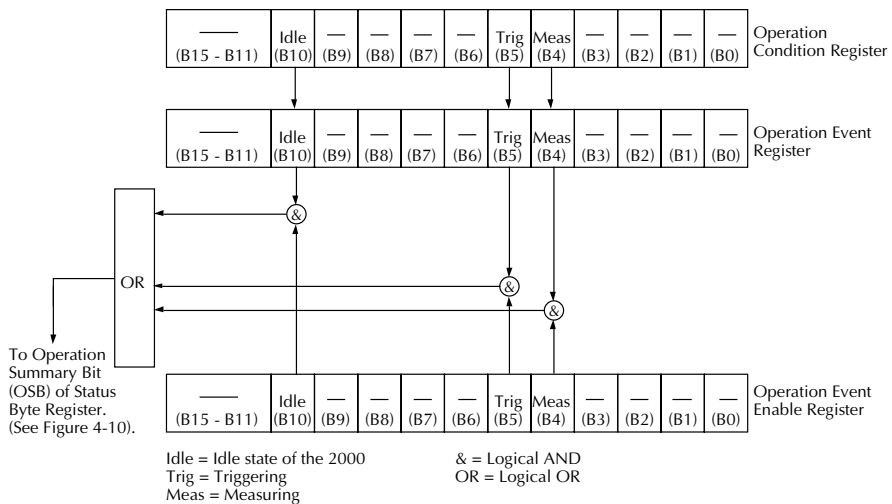 — Idle — — — — Trig Meas — — — — Operation
(B15 - B11) (B10) (B9) (B8) (B7) (B6) (B5) (B4) (B3) (B2) (B1) (B0) Condition Register
— Idle — — — — Trig Meas — — — — Operation Event
(B15 - B11) (B10) (B9) (B8) (B7) (B6) (B5) (B4) (B3) (B2) (B1) (B0) Register
&
OR
&
&
To Operation
Summary Bit
(OSB) of Status
Byte Register.
(See Figure 4-10).
— Idle — — — — Trig Meas — — — — Operation Event
(B15 - B11) (B10) (B9) (B8) (B7) (B6) (B5) (B4) (B3) (B2) (B1) (B0) Enable Register
Idle = Idle state of the 2000
Trig = Triggering
Meas = Measuring
& = Logical AND
OR = Logical OR